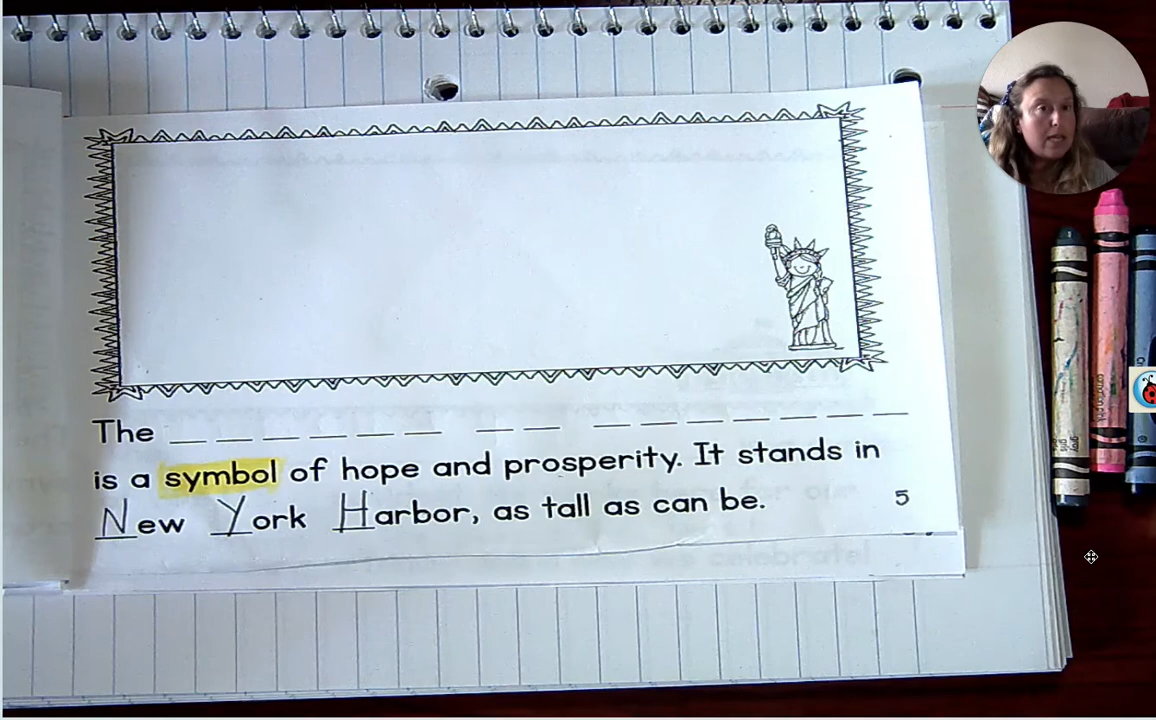 The _ _ _ _ _ _ _ _ _ _ _ _ _ _ _
is a symbol of hope and prosperity. It stands in
New York Harbor, as tall as can be.
5